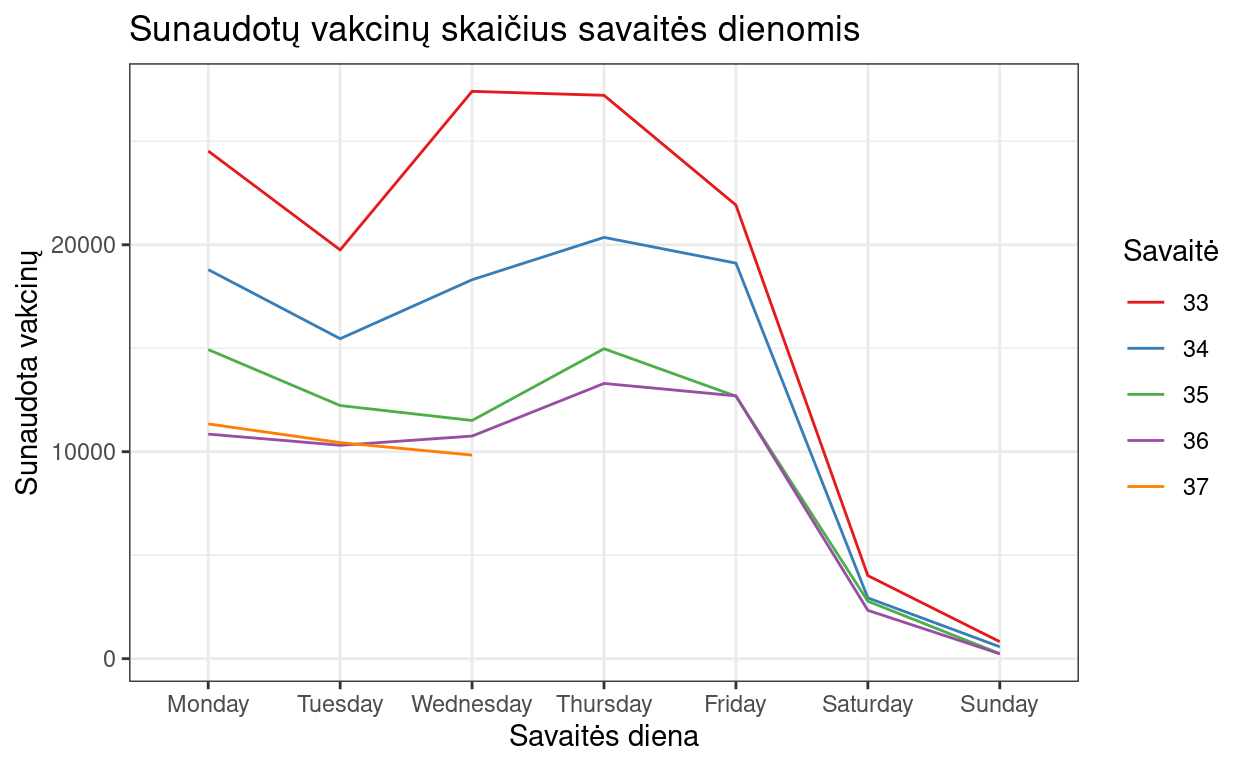 Sunaudotų vakcinų skaičius savaitės dienomis
Sunaudota vakcinų
20000
10000
0
Monday
Tuesday
Wednesday
Thursday
Friday
Saturday
Sunday
Savaitės diena
Savaitė
33
34
35
36
37